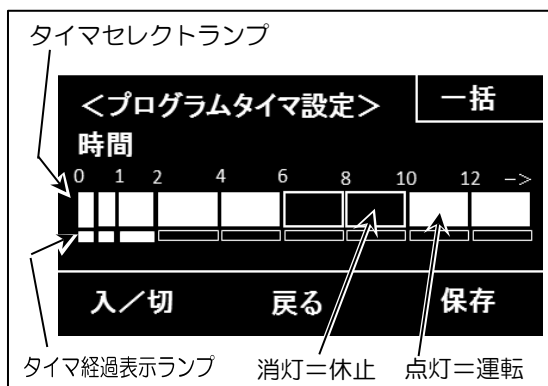 タイマセレクトランプ
＜プログラムタイマ設定＞ 一括
時間
0 1 2 4 6 8 10 12 –>
入／切 戻る 保存
タイマ経過表示ランプ 消灯＝休止 点灯＝運転